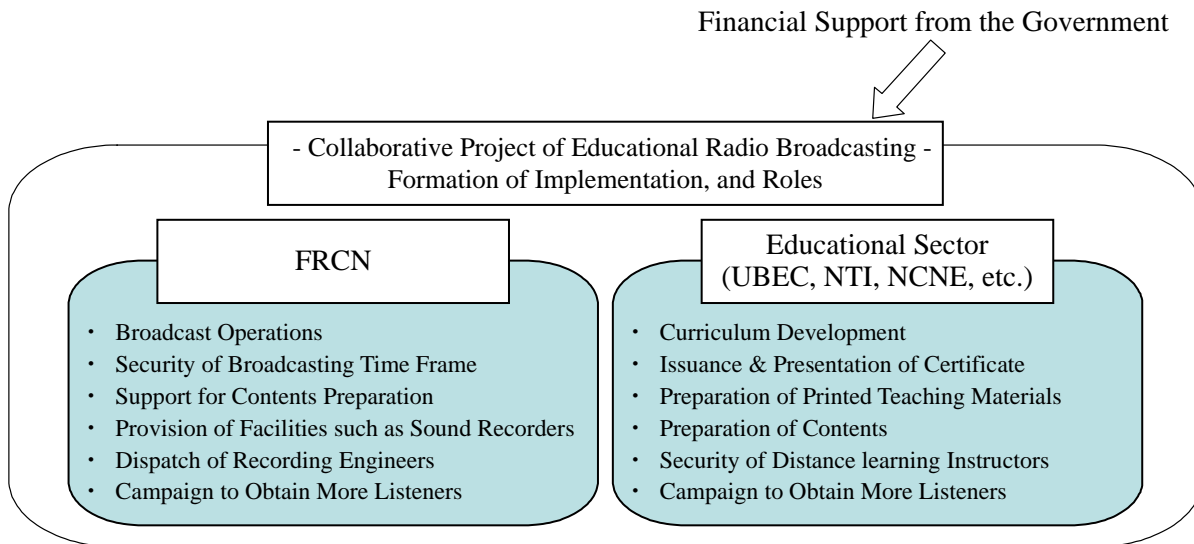 Financial Support from the Government
- Collaborative Project of Educational Radio Broadcasting -
Formation of Implementation, and Roles
FRCN
・ Broadcast Operations
・ Security of Broadcasting Time Frame
・ Support for Contents Preparation
・ Provision of Facilities such as Sound Recorders
・ Dispatch of Recording Engineers
・ Campaign to Obtain More Listeners
Educational Sector
(UBEC, NTI, NCNE, etc.)
・ Curriculum Development
・ Issuance & Presentation of Certificate
・ Preparation of Printed Teaching Materials
・ Preparation of Contents
・ Security of Distance learning Instructors
・ Campaign to Obtain More Listeners